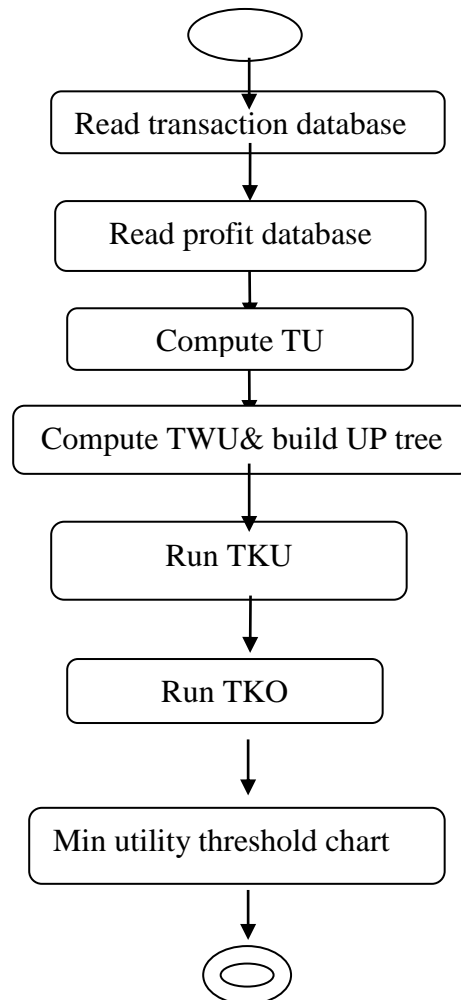 Read transaction database
Read profit database
Compute TU
Compute TWU& build UP tree
Run TKU
Run TKO
Min utility threshold chart